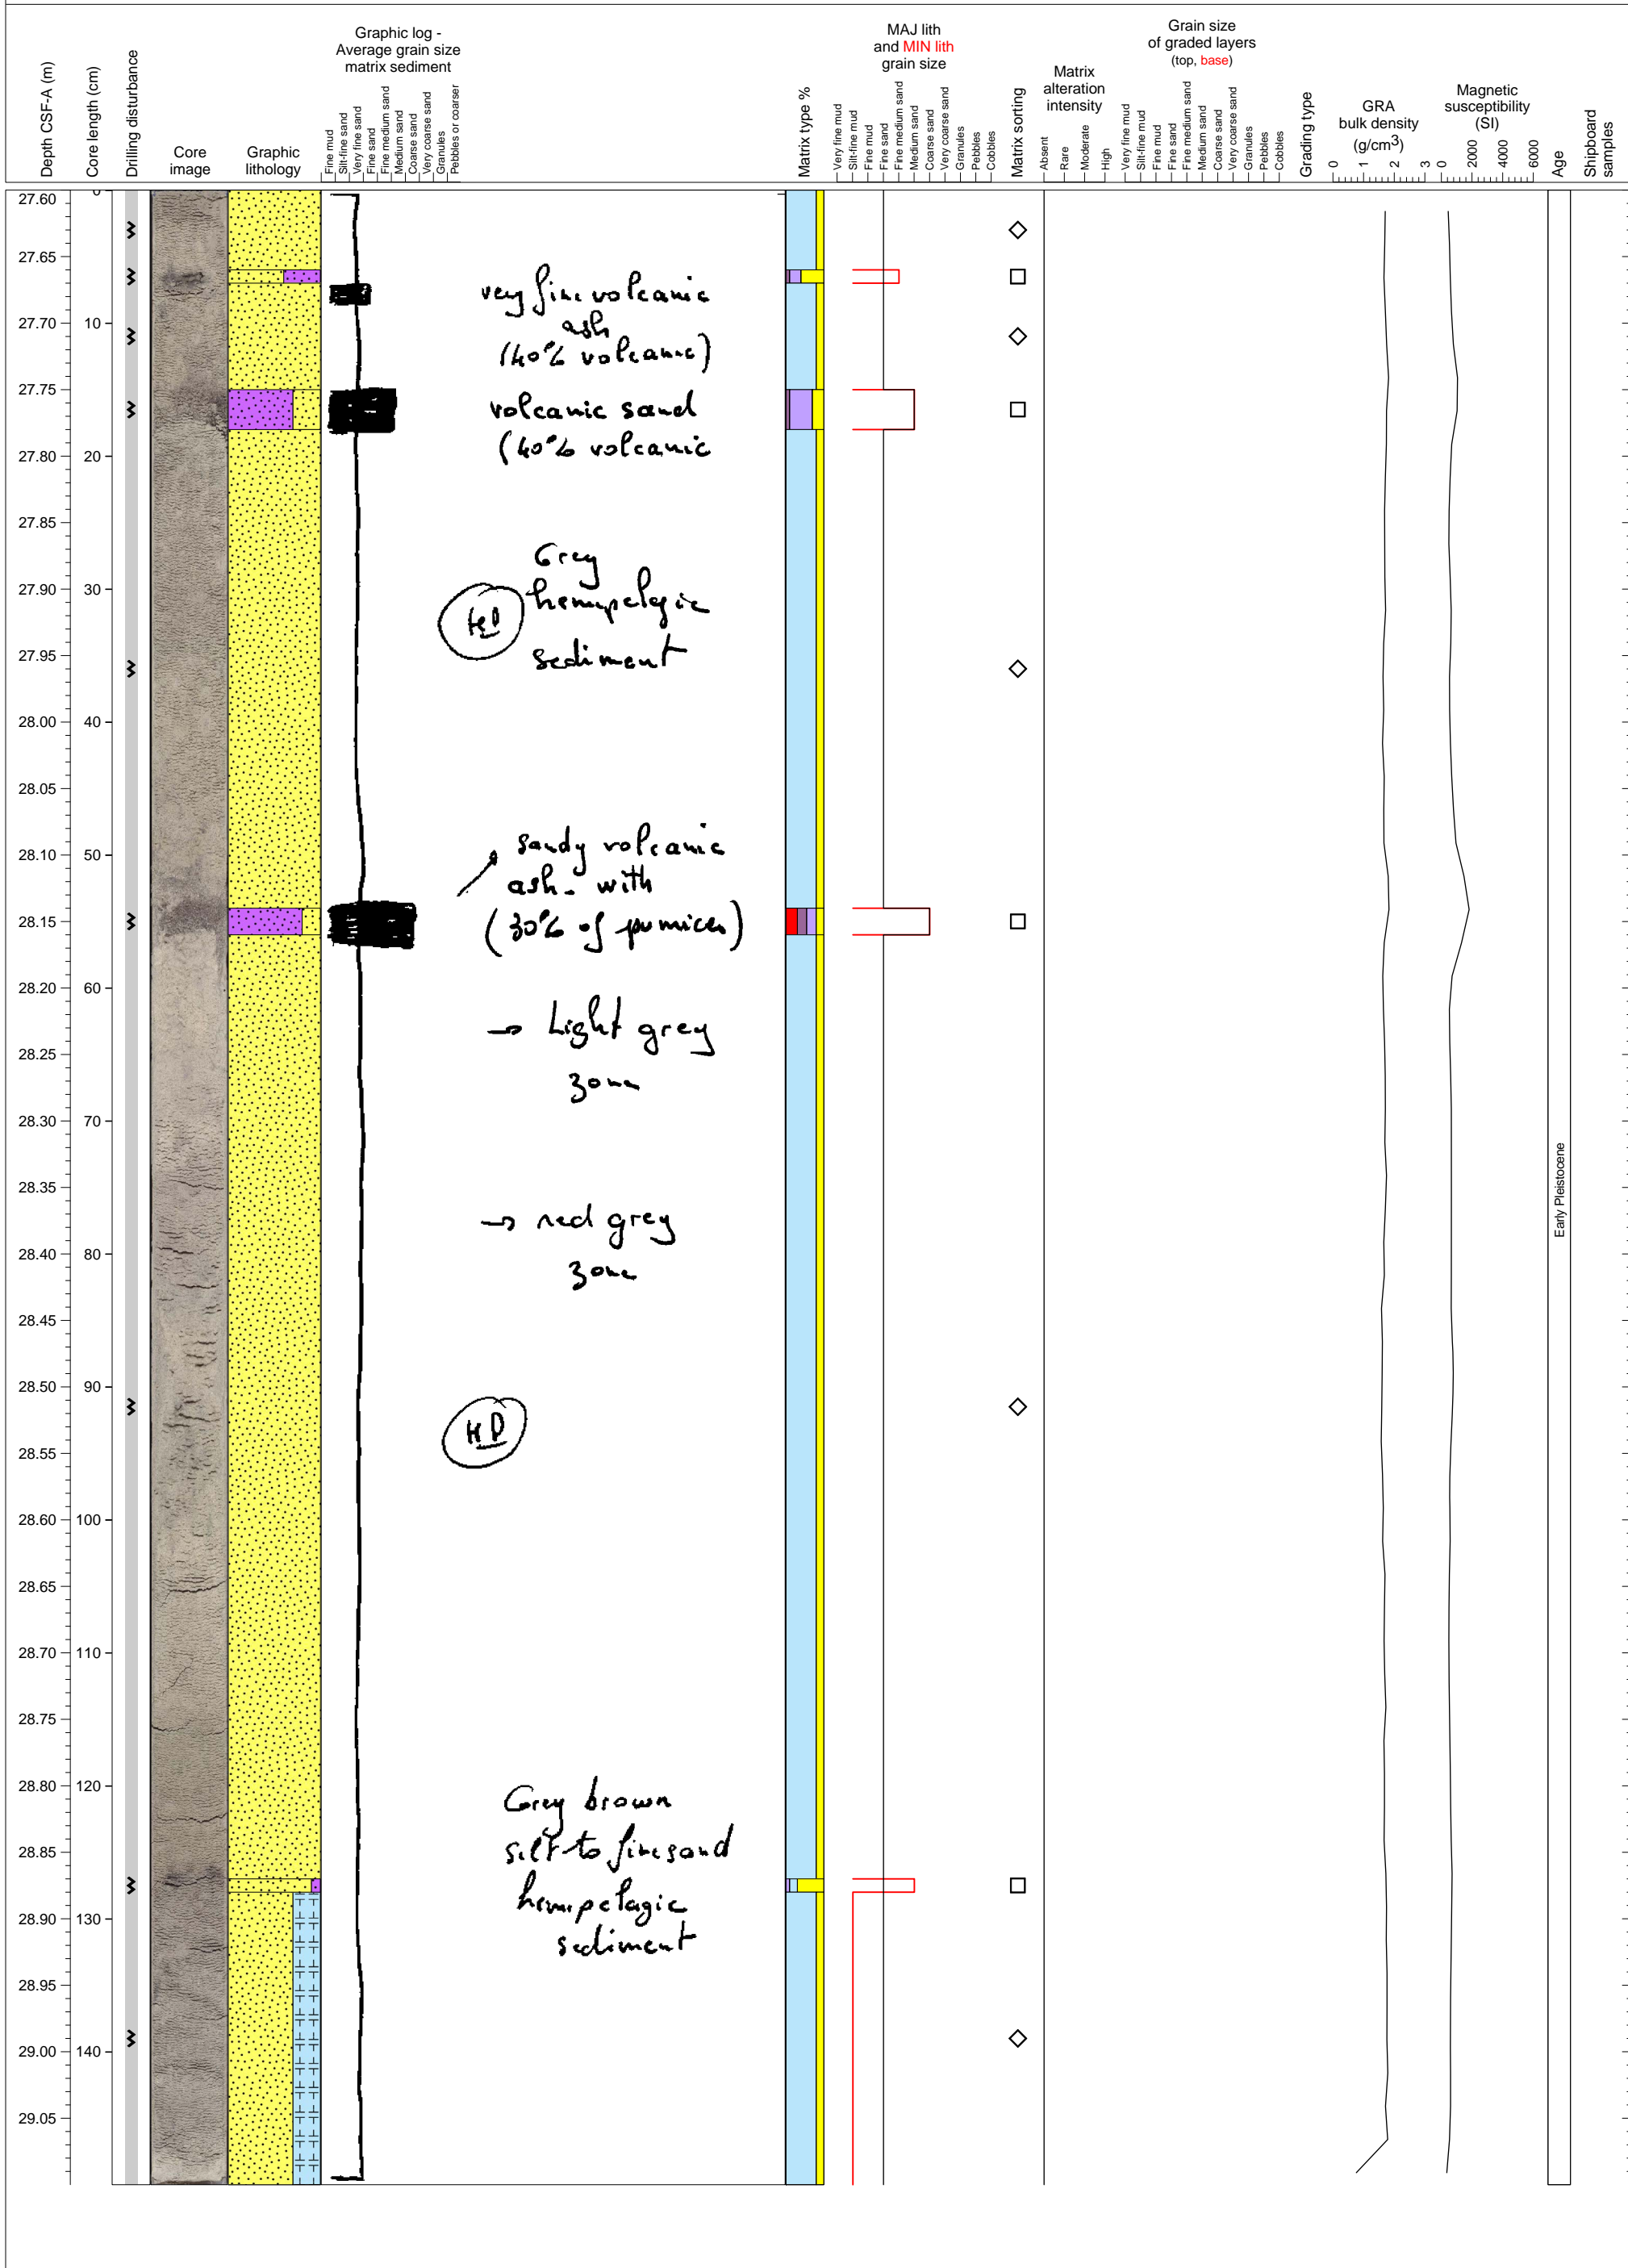 Depth CSF-A (m)
Core length (cm)
Drilling disturbance
Core
image
Graphic
lithology
Graphic log -
Average grain size
matrix sediment
Fine mud
Silt-fine sand
Very fine sand
Fine sand
Fine medium sand
Medium sand
Coarse sand
Very coarse sand
Granules
Pebbles or coarser
Matrix type %
MAJ lith
and MIN lith
grain size
Very fine mud
Silt-fine mud
Fine mud
Fine sand
Fine medium sand
Medium sand
Coarse sand
Very coarse sand
Granules
Pebbles
Cobbles
Matrix sorting
Matrix
alteration
intensity
Absent
Rare
Moderate
High
Grain size
of graded layers
(top, base)
Very fine mud
Silt-fine mud
Fine mud
Fine sand
Fine medium sand
Medium sand
Coarse sand
Very coarse sand
Granules
Pebbles
Cobbles
Grading type
GRA
bulk density
(g/cm3)
0 1 2 3
Magnetic
susceptibility
(SI)
0 2000 4000 6000
Age
Shipboard
samples
27.60 0
27.65
very fine volcanic
ash
27.70 10
(40% volcanic)
27.75
volcanic sand
(40% volcanic
27.80 20
27.85
Grey
27.90 30
hemipelagic
HP
27.95
sediment
28.00 40
28.05
sandy volcanic
28.10 50
ash. with
28.15
(30% of pumices)
28.20 60
→ Light grey
zone
28.25
28.30 70
28.35
→ red grey
zone
28.40 80
28.45
28.50 90
HP
28.55
28.60 100
28.65
28.70 110
28.75
28.80 120
Grey brown
silt to fine sand
28.85
hemipelagic
28.90 130
sediment
28.95
29.00 140
29.05
Early Pleistocene